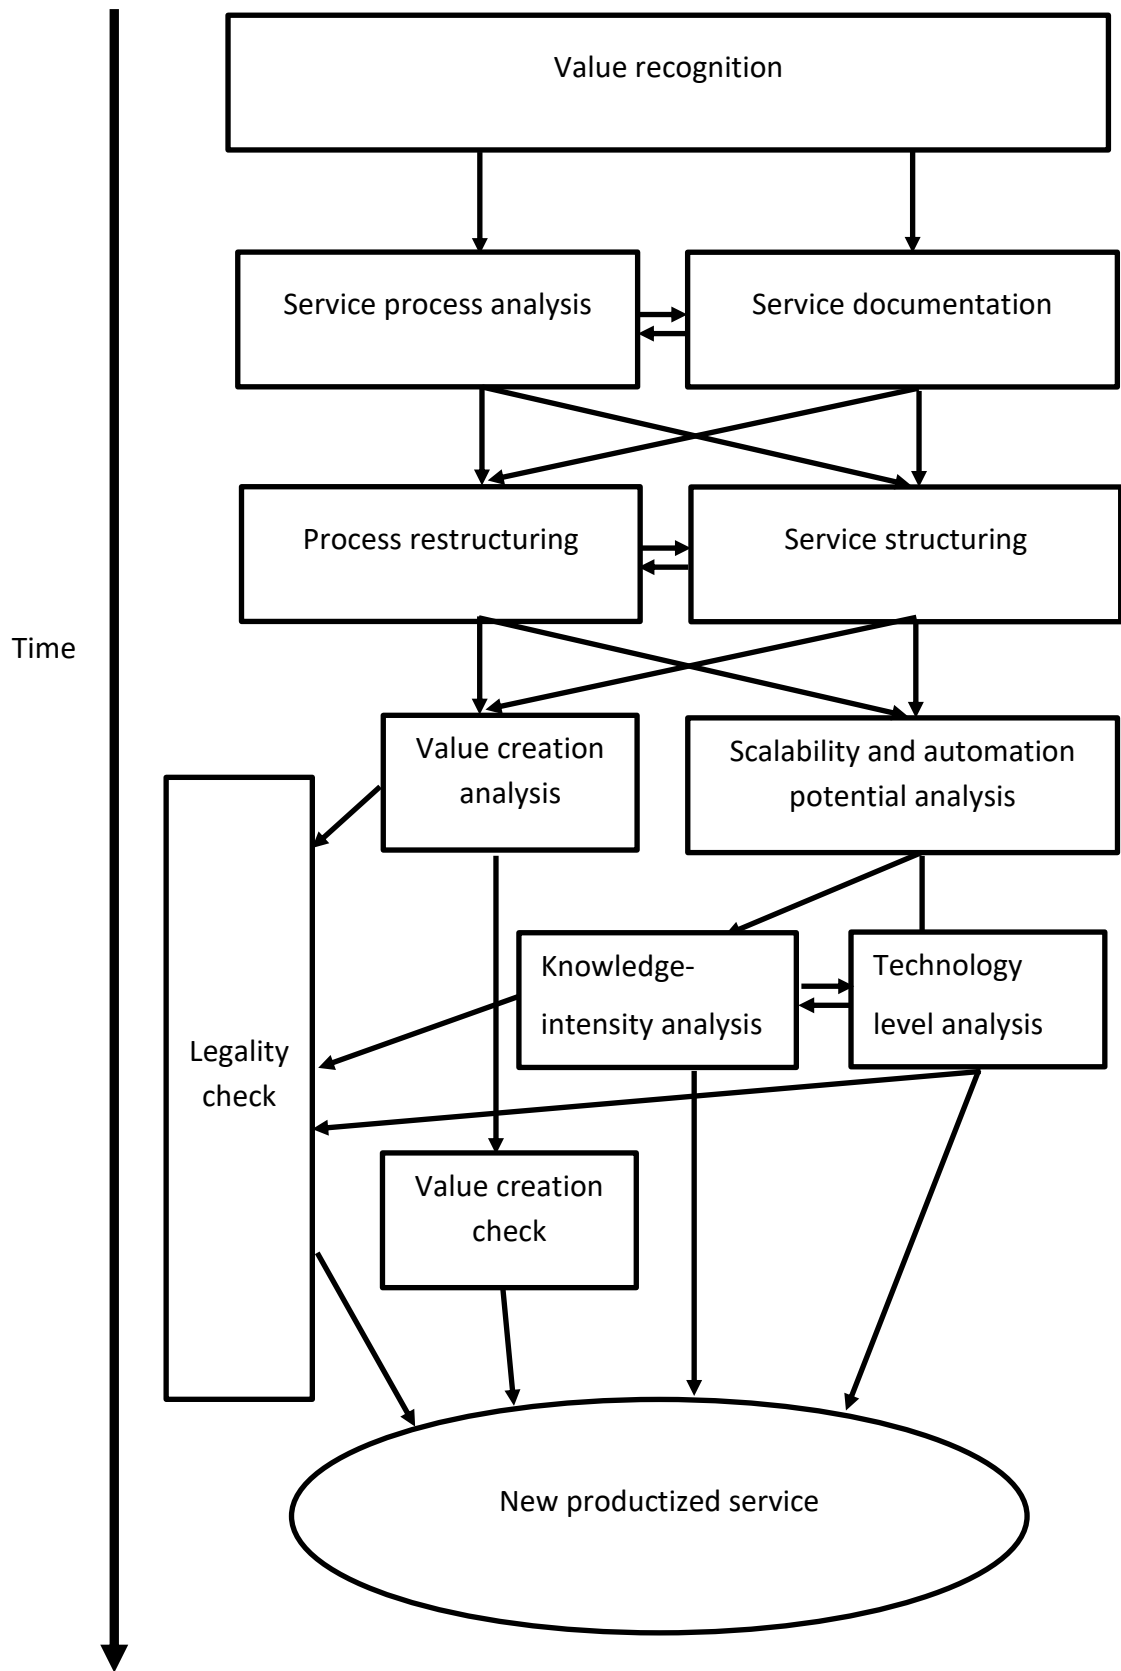 Value recognition
Service process analysis
Service documentation
Process restructuring
Service structuring
Time
Value creation
analysis
Scalability and automation
potential analysis
Knowledge-
intensity analysis
Technology
level analysis
Legality
check
Value creation
check
New productized service